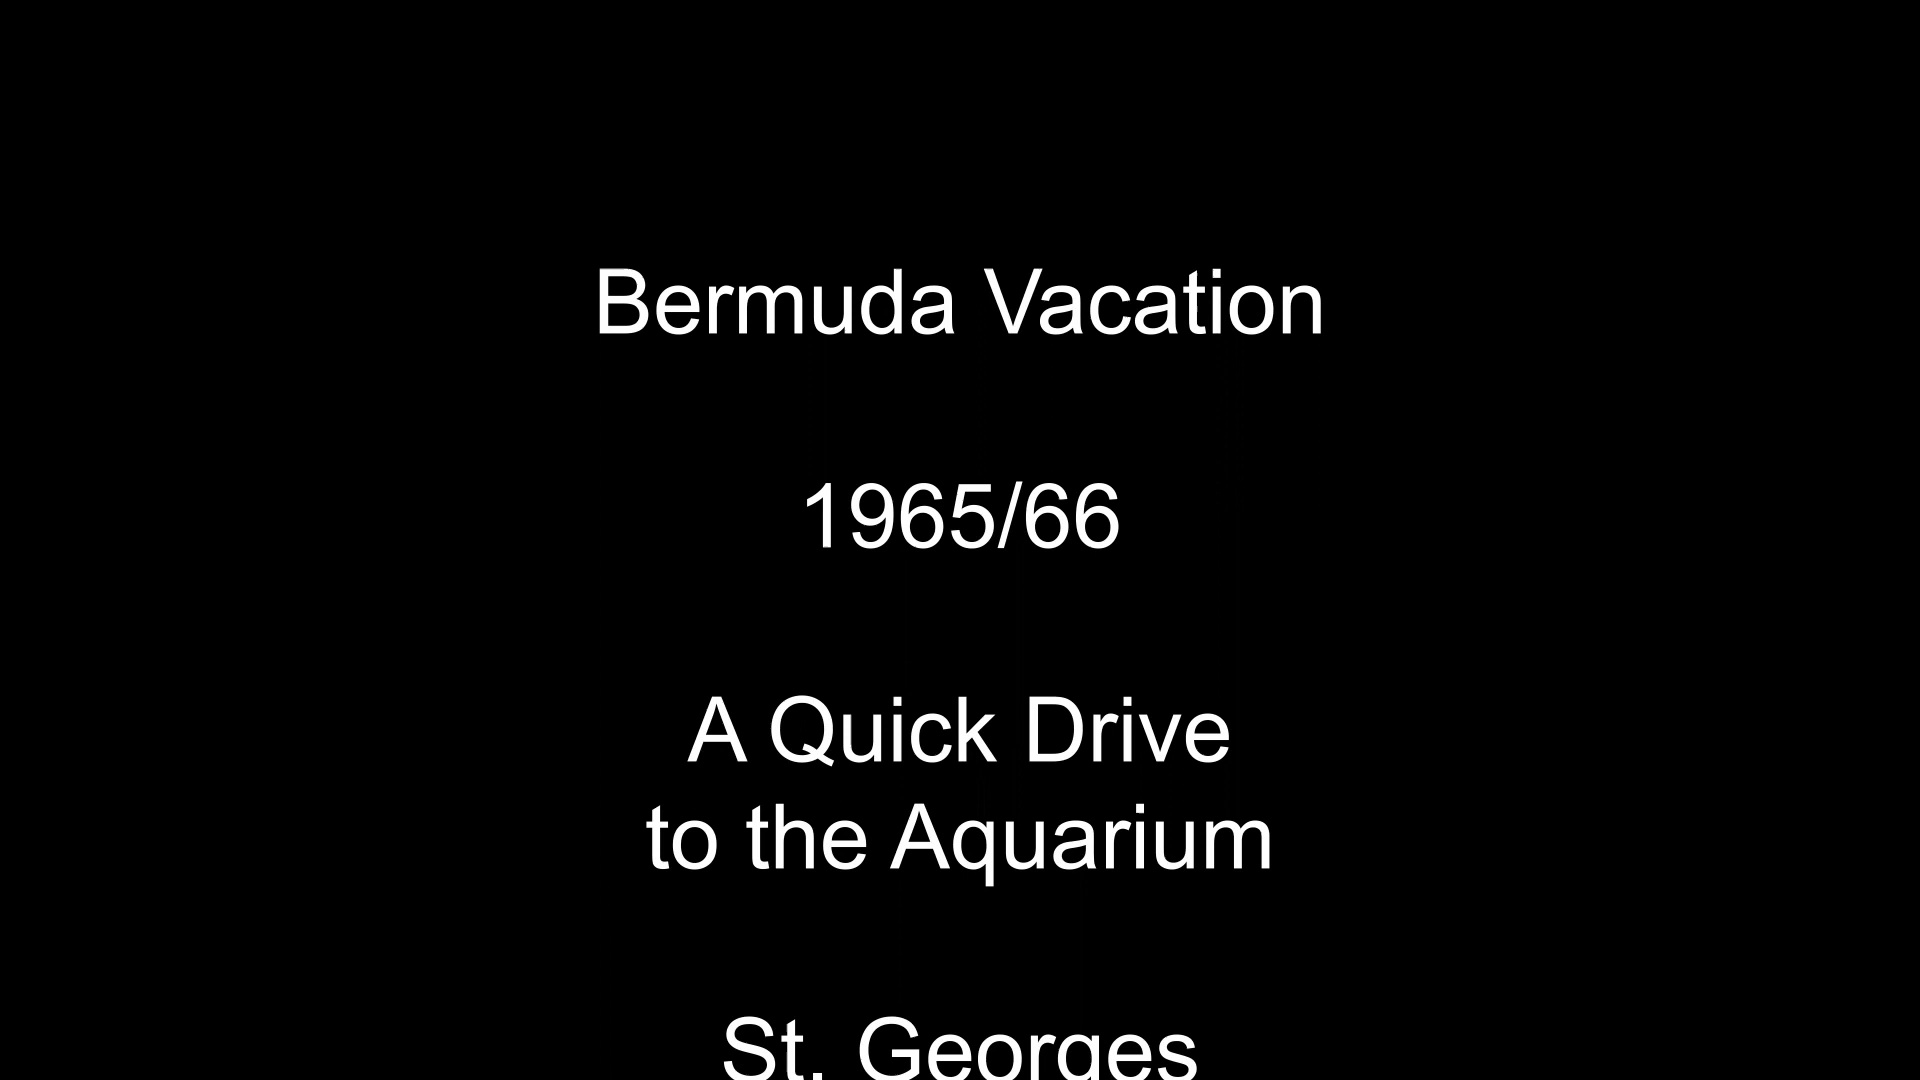 Bermuda Vacation
1965/66
A Quick Drive
to the Aquarium
St. Georges